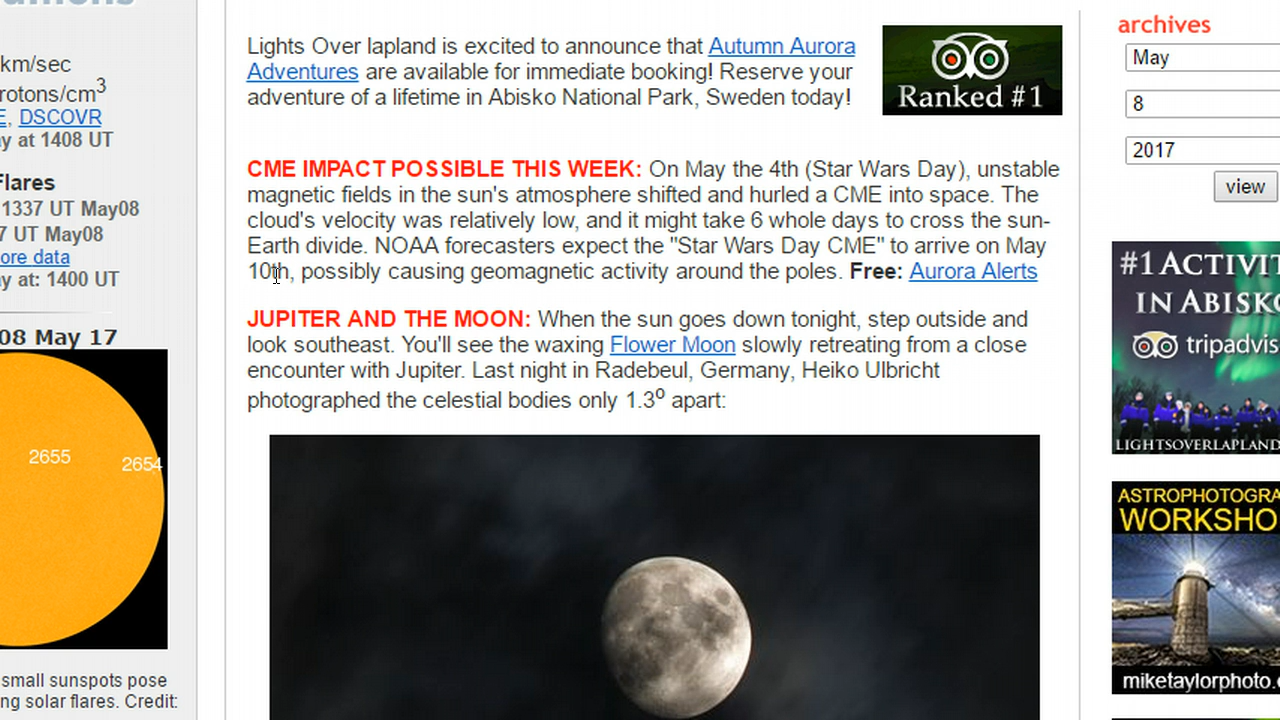 km/sec
rotons/cm3
E, DSCOVR
y at 1408 UT
Flares
1337 UT May08
7 UT May08
ore data
y at: 1400 UT
08 May 17
2655
2654
small sunspots pose
ng solar flares. Credit:
Lights Over lapland is excited to announce that Autumn Aurora
Adventures are available for immediate booking! Reserve your
adventure of a lifetime in Abisko National Park, Sweden today!
Ranked #1
CME IMPACT POSSIBLE THIS WEEK: On May the 4th (Star Wars Day), unstable
magnetic fields in the sun's atmosphere shifted and hurled a CME into space. The
cloud's velocity was relatively low, and it might take 6 whole days to cross the sun-
Earth divide. NOAA forecasters expect the "Star Wars Day CME" to arrive on May
10th, possibly causing geomagnetic activity around the poles. Free: Aurora Alerts
JUPITER AND THE MOON: When the sun goes down tonight, step outside and
look southeast. You'll see the waxing Flower Moon slowly retreating from a close
encounter with Jupiter. Last night in Radebeul, Germany, Heiko Ulbricht
photographed the celestial bodies only 1.3º apart:
archives
May
8
2017
view
#1 ACTIVIT
IN ABISKO
tripadvis
LIGHTSOVERLAPLAND
ASTROPHOTOGRA
WORKSHO
miketaylorphoto.c